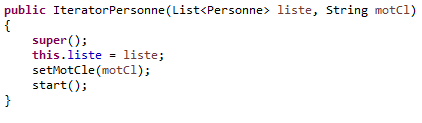 public IteratorPersonne(List<Personne> liste, String motCl)
{
    super();
    this.liste = liste;
    setMotCle(motCl);
    start();
}